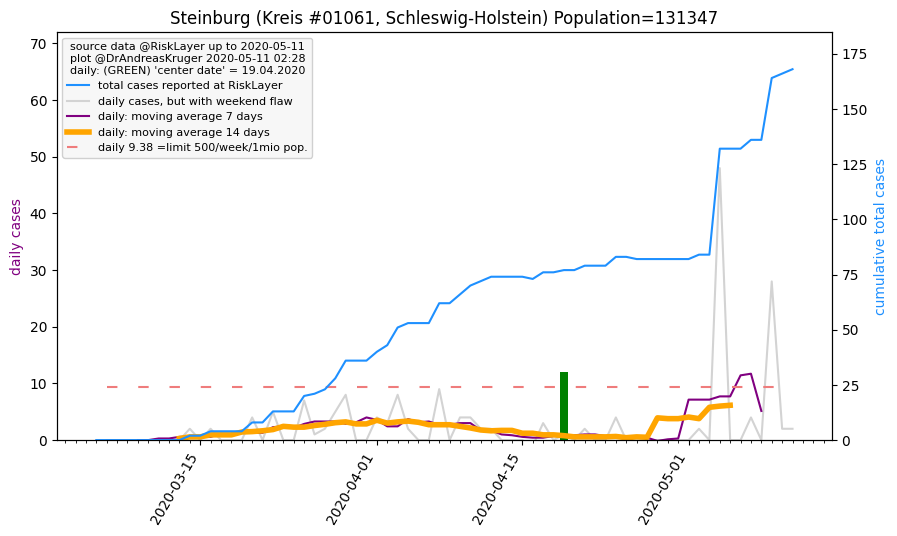 Steinburg (Kreis #01061, Schleswig-Holstein) Population=131347
source data @RiskLayer up to 2020-05-11
plot @DrAndreasKruger 2020-05-11 02:28
daily: (GREEN) 'center date' = 19.04.2020
total cases reported at RiskLayer
daily cases, but with weekend flaw
daily: moving average 7 days
daily: moving average 14 days
daily 9.38 =limit 500/week/1mio pop.
daily cases
70
60
50
40
30
20
10
0
175
150
125
100
75
50
25
0
cumulative total cases
2020-03-15
2020-04-01
2020-04-15
2020-05-01